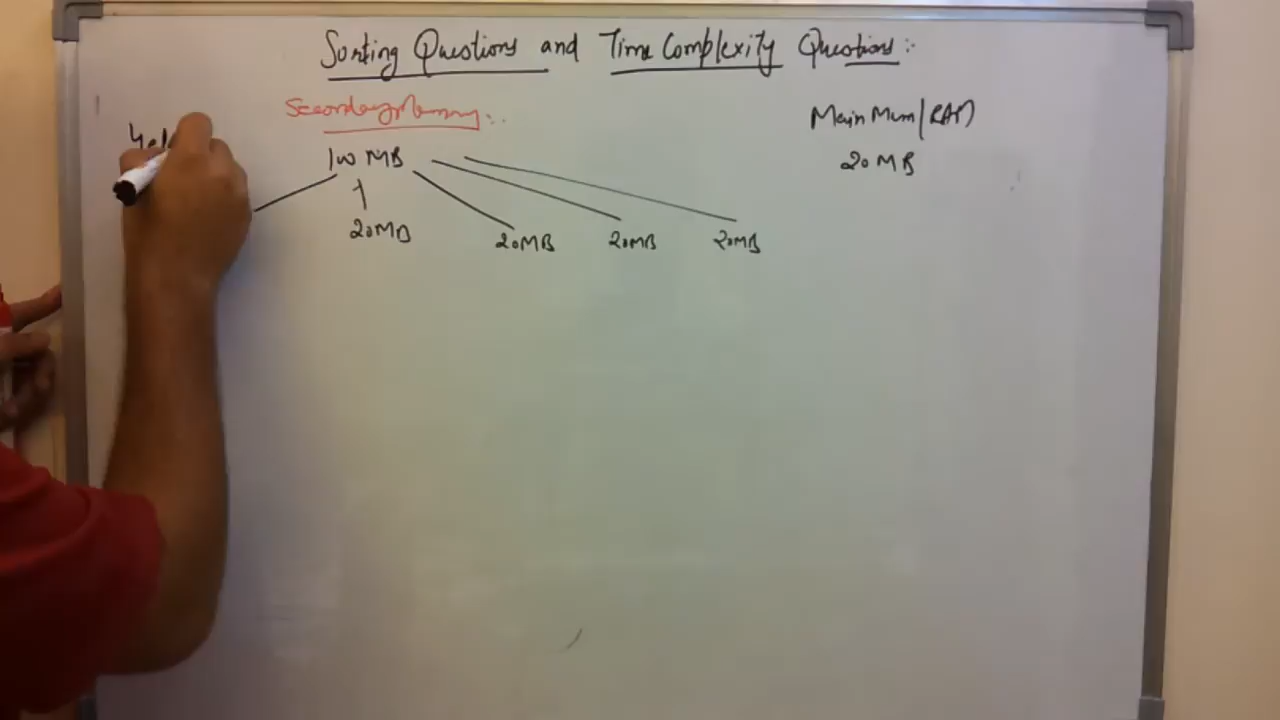 Sorting Questions and Time Complexity Questions:
Secondary Memory:
Main Mem/RAM
100 MB
20 MB
20MB
20MB 20MB 20MB